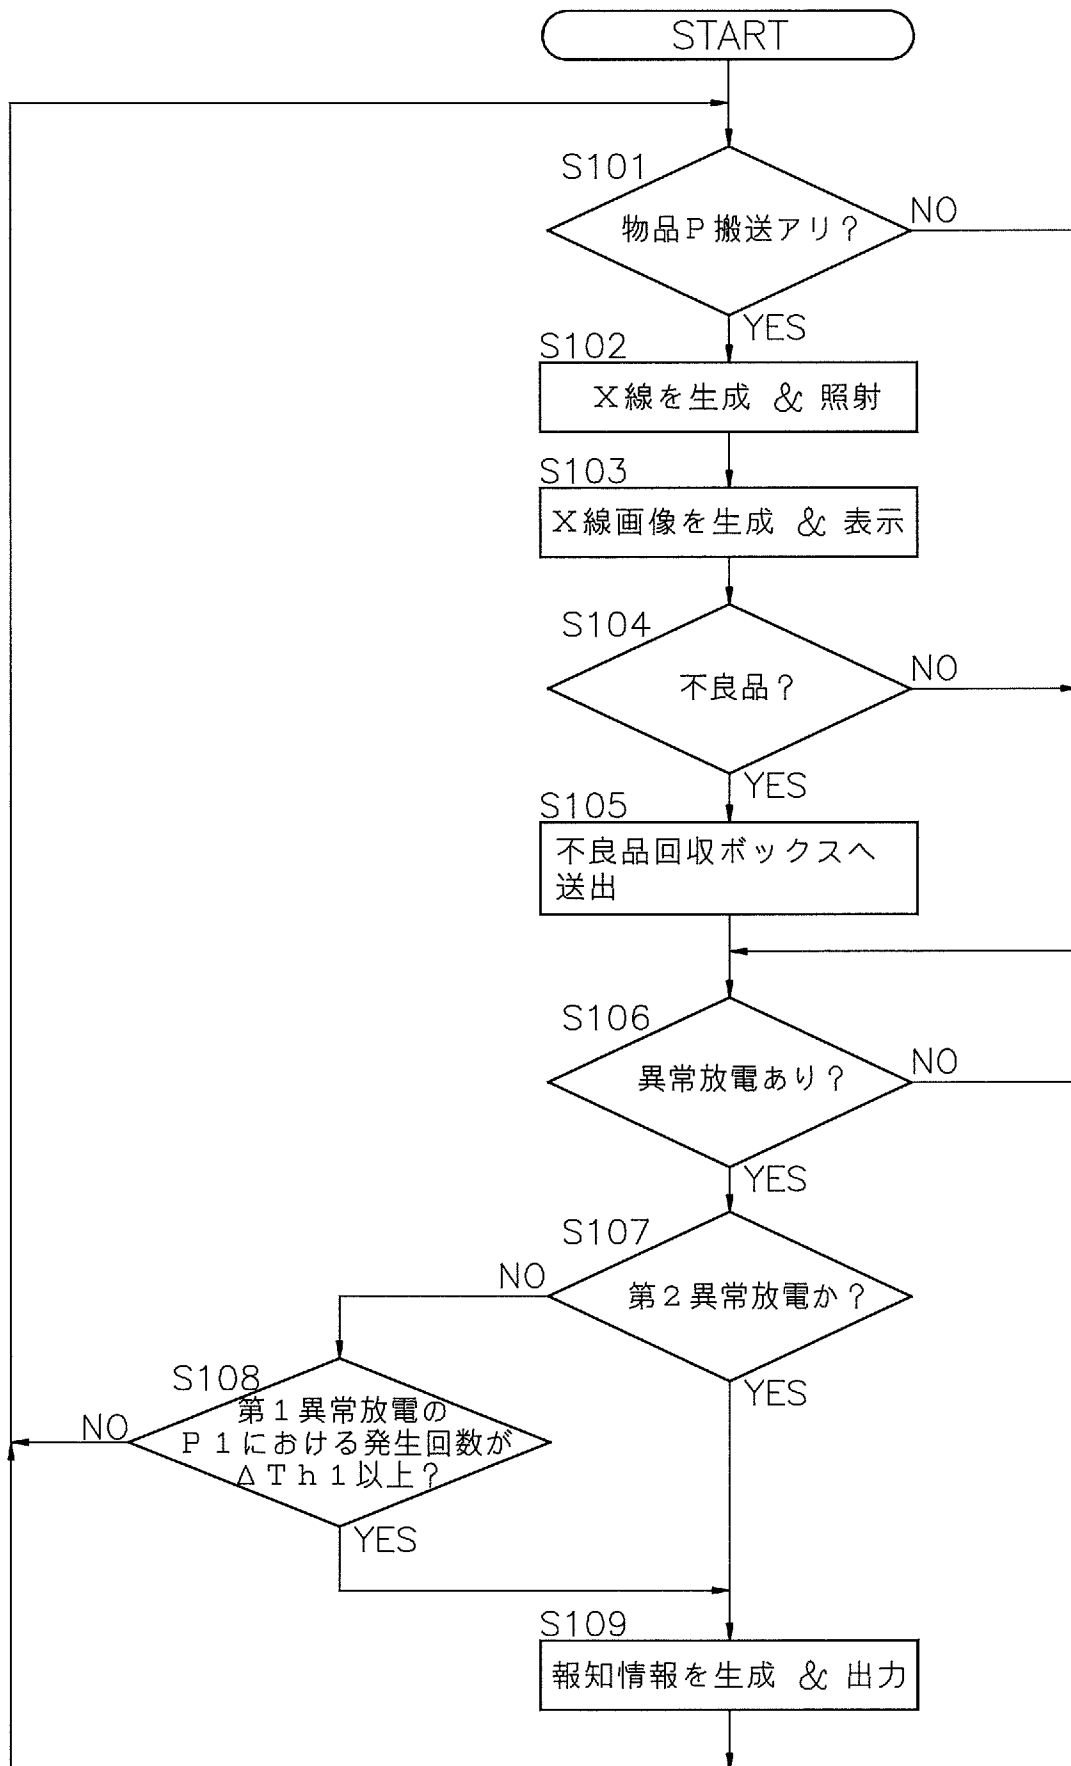 START
S101
物品P搬送アリ？
NO
YES
S102
X線を生成 & 照射
S103
X線画像を生成 & 表示
S104
不良品？
NO
YES
S105
不良品回収ボックスへ
送出
S106
異常放電あり？
NO
YES
S107
第２異常放電か？
NO
YES
S108
第１異常放電の
P１における発生回数が
ΔTh１以上？
NO
YES
S109
報知情報を生成 & 出力